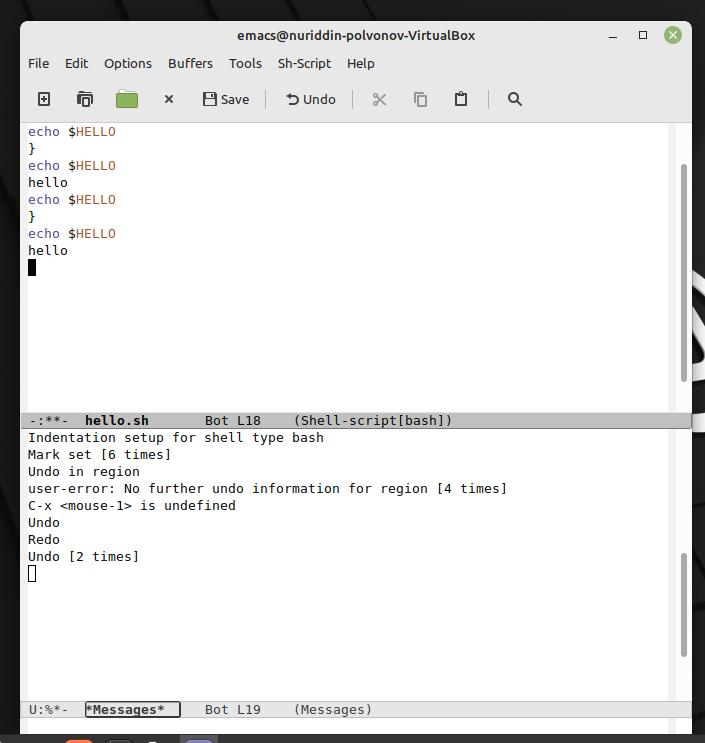 emacs@nuriddin-polvonov-VirtualBox
File Edit Options Buffers Tools Sh-Script Help
Save Undo
echo $HELLO
}
echo $HELLO
hello
echo $HELLO
}
echo $HELLO
hello
-:**- hello.sh Bot L18 (Shell-script[bash])
Indentation setup for shell type bash
Mark set [6 times]
Undo in region
user-error: No further undo information for region [4 times]
C-x <mouse-1> is undefined
Undo
Redo
Undo [2 times]
U:%*- *Messages* Bot L19 (Messages)